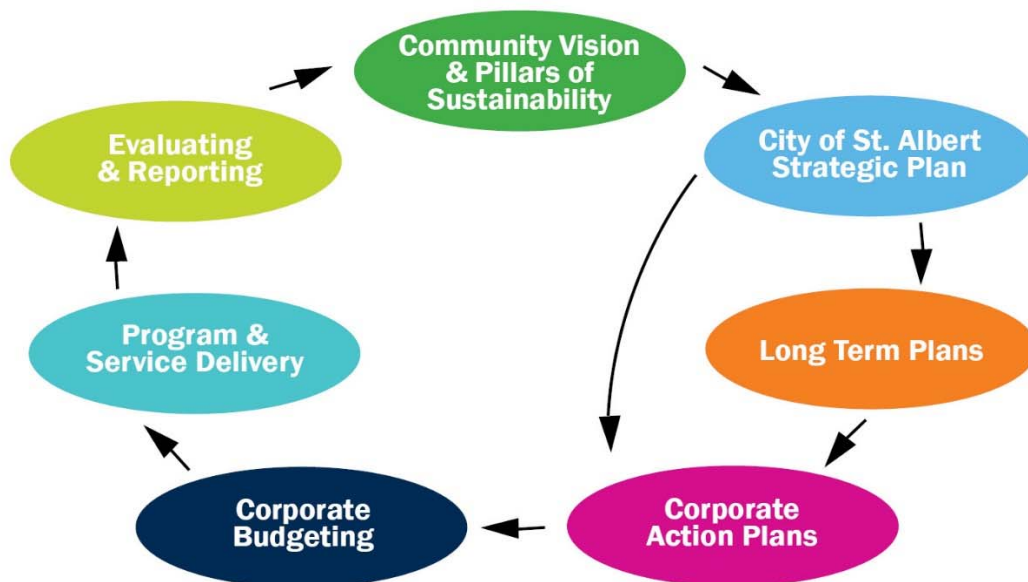 Community Vision
& Pillars of
Sustainability
City of St. Albert
Strategic Plan
Long Term Plans
Corporate
Action Plans
Corporate
Budgeting
Program &
Service Delivery
Evaluating
& Reporting